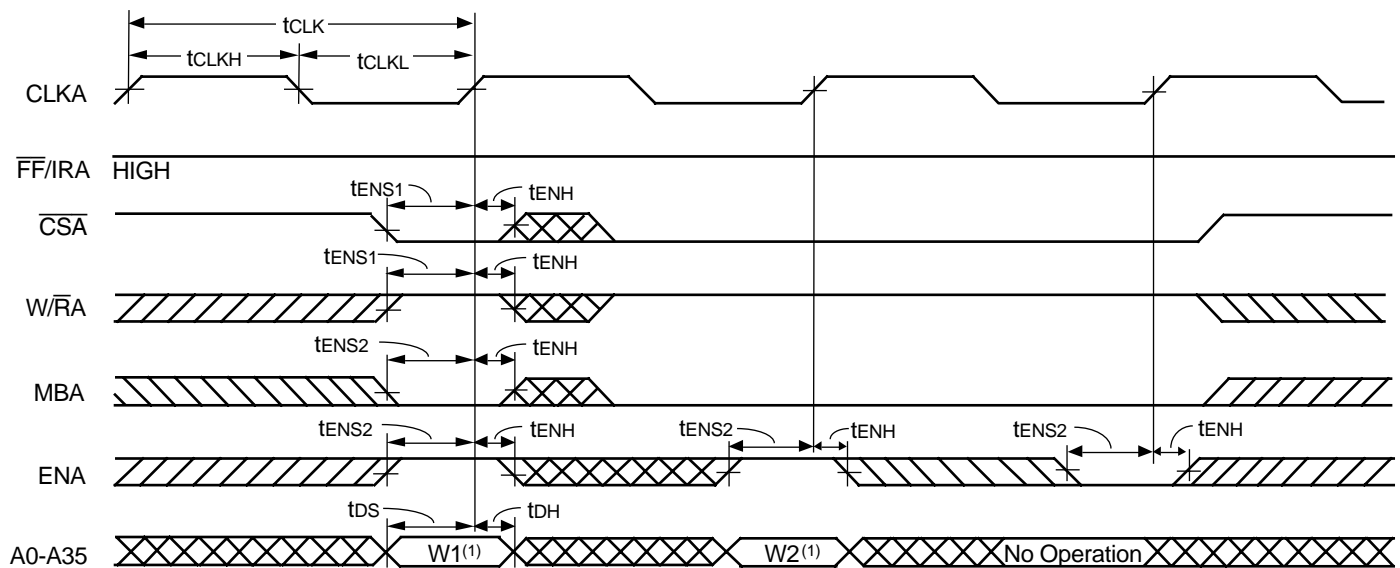 tCLK
tCLKH tCLKL
CLKA
FF/IRA HIGH
tENS1 tENH
CSA
tENS1 tENH
W/RA
tENS2 tENH
MBA
tENS2 tENH tENS2 tENH tENS2 tENH
ENA
tDS tDH
A0-A35 W1(1) W2(1) No Operation